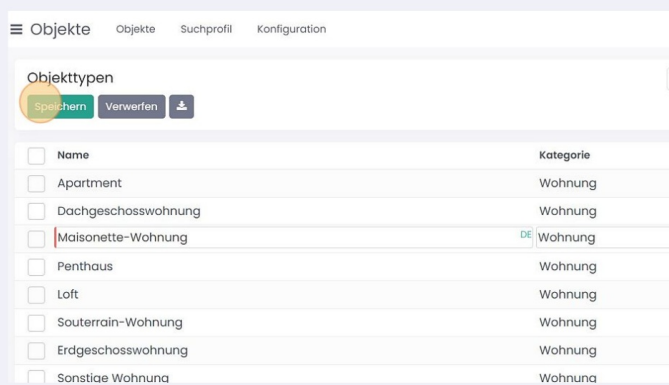 Objekte Objekte Suchprofil Konfiguration
Objekttypen
Speichern Verwerfen
Name Kategorie
Apartment Wohnung
Dachgeschosswohnung Wohnung
Maisonette-Wohnung DE Wohnung
Penthaus Wohnung
Loft Wohnung
Souterrain-Wohnung Wohnung
Erdgeschosswohnung Wohnung
Sonstige Wohnung Wohnung